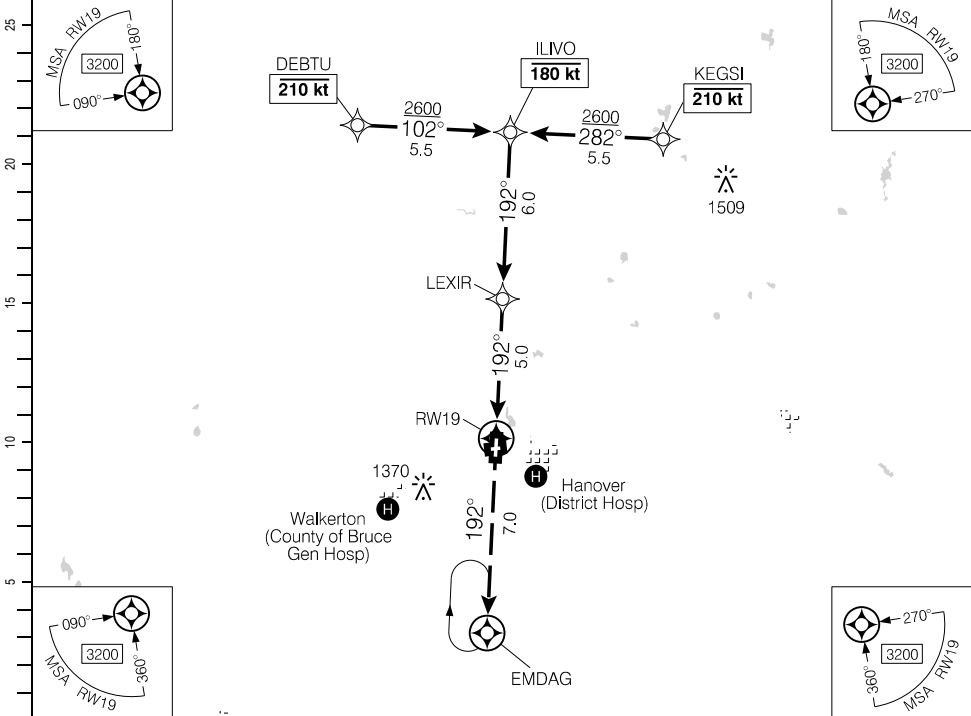 25
20
15
10
5
MSA RW19
3200
180°
090°
MSA RW19
3200
180°
270°
DEBTU
210 kt
ILIVO
180 kt
KEGSI
210 kt
2600
102°
5.5
2600
282°
5.5
1509
192°
6.0
LEXIR
192°
5.0
RW19
1370
H
Walkerton
(County of Bruce
Gen Hosp)
H
Hanover
(District Hosp)
192°
7.0
EMDAG
090°
3200
360°
MSA RW19
270°
3200
360°
MSA RW19